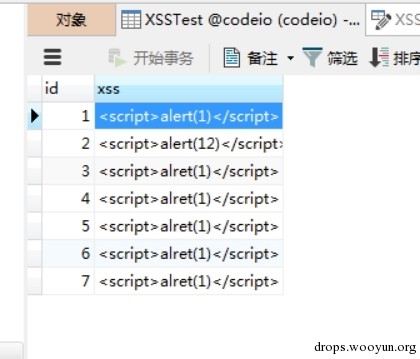 对象 XSSTest @codeio (codeio) -... XS
开始事务 备注 筛选 排序
id xss
1 <script>alert(1)</script>
2 <script>alert(12)</script>
3 <script>alret(1)</script>
4 <script>alret(1)</script>
5 <script>alret(1)</script>
6 <script>alret(1)</script>
7 <script>alret(1)</script>
drops.wooyun.org